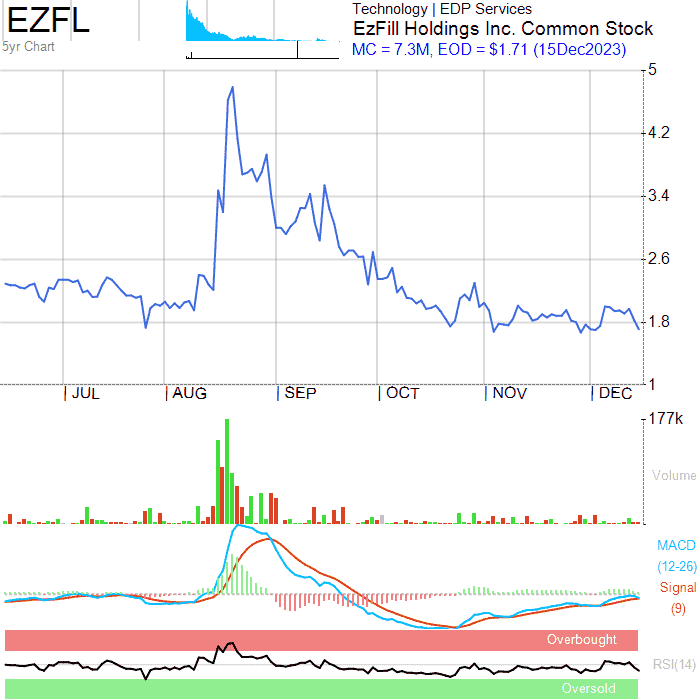 EZFL
5yr Chart
Technology | EDP Services
EzFill Holdings Inc. Common Stock
MC = 7.3M, EOD = $1.71 (15Dec2023)
5
4.2
3.4
2.6
1.8
1
| JUL | AUG | SEP | OCT | NOV | DEC
177k
Volume
MACD
(12-26)
Signal
(9)
Overbought
RSI(14)
Oversold